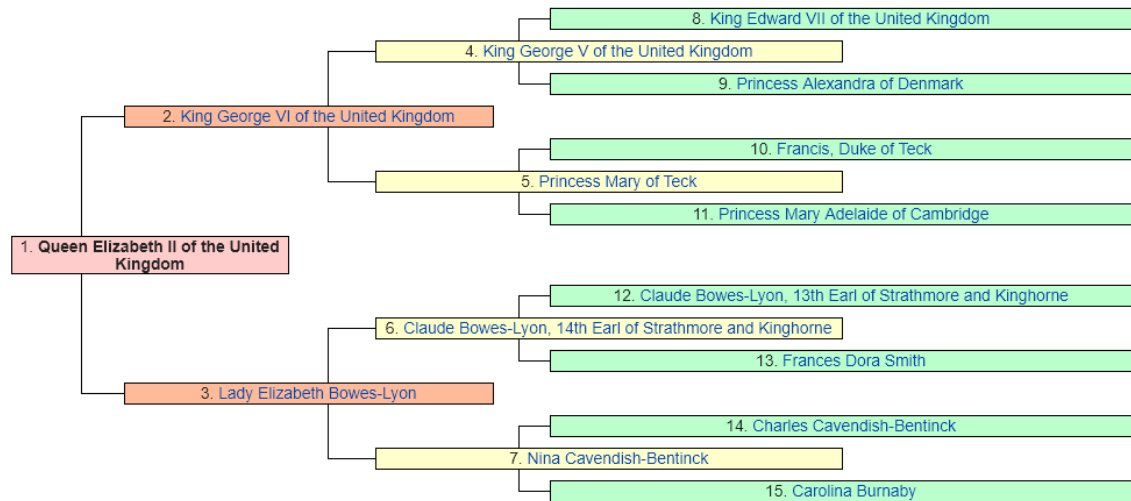 8. King Edward VII of the United Kingdom
4. King George V of the United Kingdom
9. Princess Alexandra of Denmark
2. King George VI of the United Kingdom
10. Francis, Duke of Teck
5. Princess Mary of Teck
11. Princess Mary Adelaide of Cambridge
1. Queen Elizabeth II of the United
Kingdom
12. Claude Bowes-Lyon, 13th Earl of Strathmore and Kinghorne
6. Claude Bowes-Lyon, 14th Earl of Strathmore and Kinghorne
13. Frances Dora Smith
3. Lady Elizabeth Bowes-Lyon
14. Charles Cavendish-Bentinck
7. Nina Cavendish-Bentinck
15. Carolina Burnaby